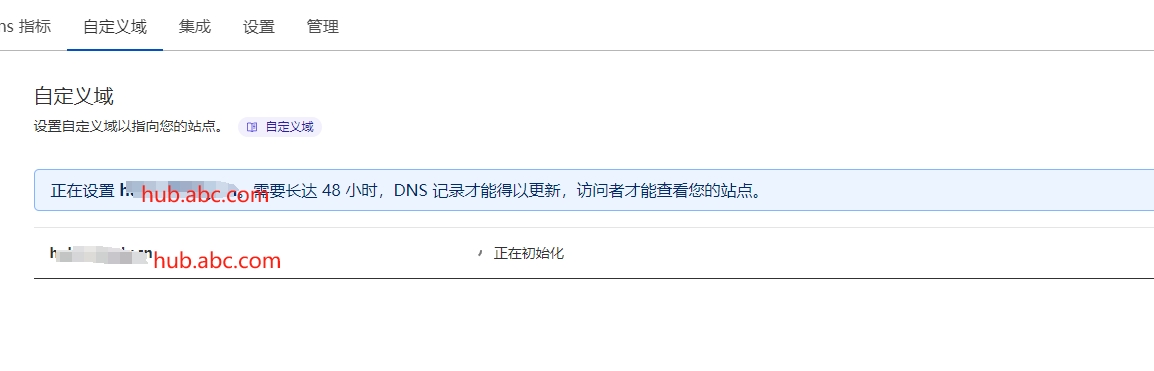 ns 指标 自定义域 集成 设置 管理
自定义域
设置自定义域以指向您的站点。 自定义域
正在设置 hub.abc.com。需要长达 48 小时，DNS 记录才能得以更新，访问者才能查看您的站点。
hub.abc.com 正在初始化